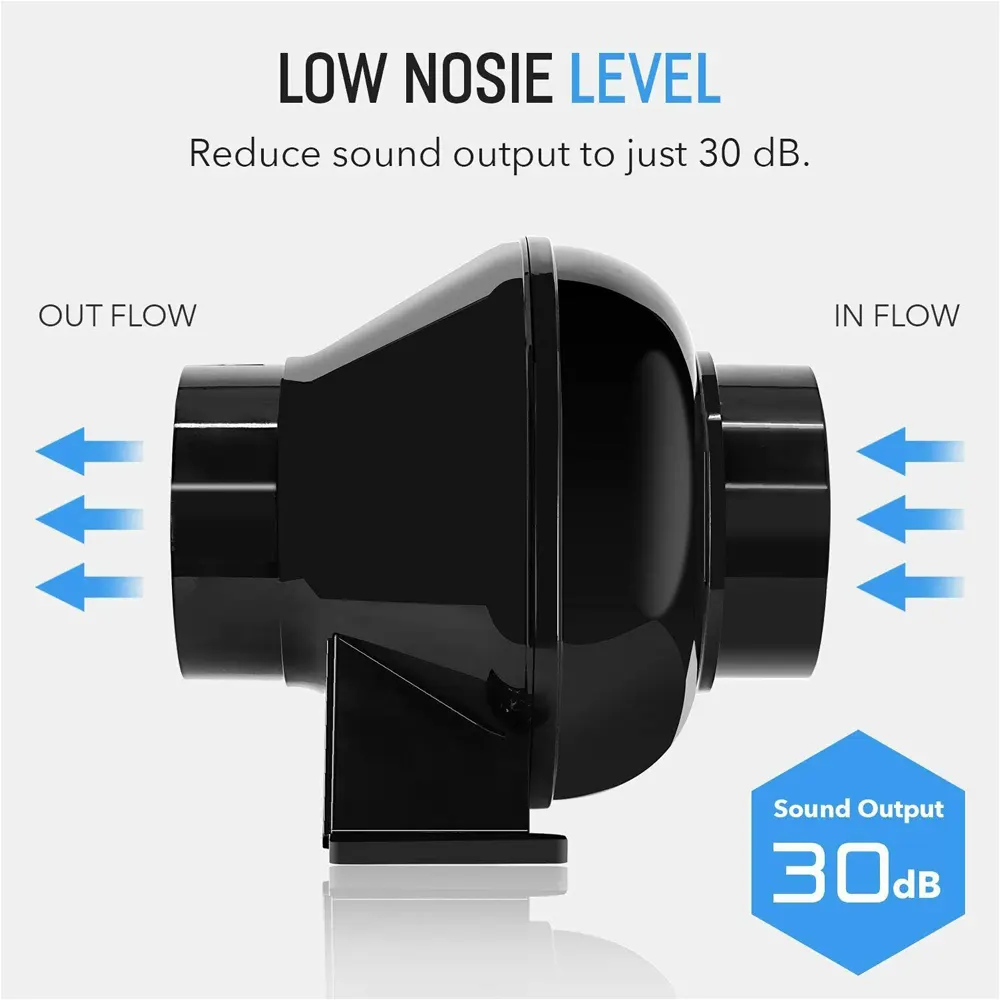 LOW NOSIE LEVEL
Reduce sound output to just 30 dB.
OUT FLOW
IN FLOW
Sound Output
30dB